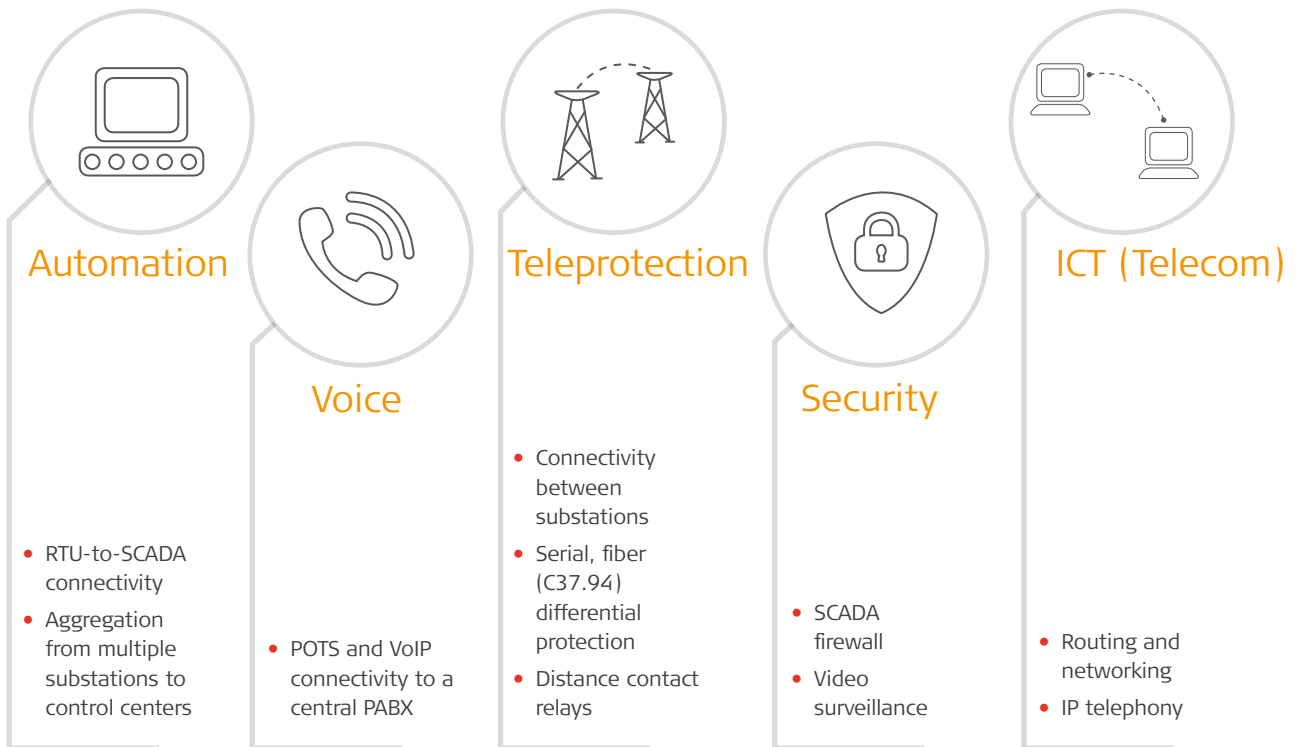 Automation
RTU-to-SCADA
connectivity
Aggregation
from multiple
substations to
control centers
Voice
POTS and VoIP
connectivity to a
central PABX
Teleprotection
Connectivity
between
substations
Serial, fiber
(C37.94)
differential
protection
Distance contact
relays
Security
SCADA
firewall
Video
surveillance
ICT (Telecom)
Routing and
networking
IP telephony